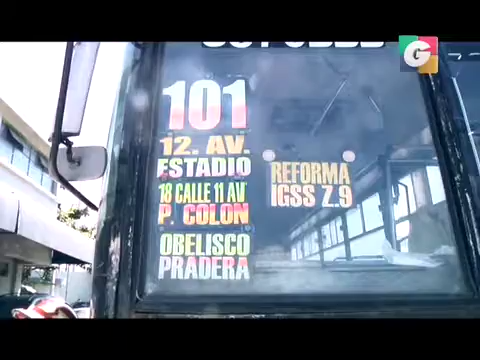 G
101
12. AV.
ESTADIO
18 CALLE 11 AV
P. COLON
OBELISCO
PRADERA
REFORMA
IGSS Z.9